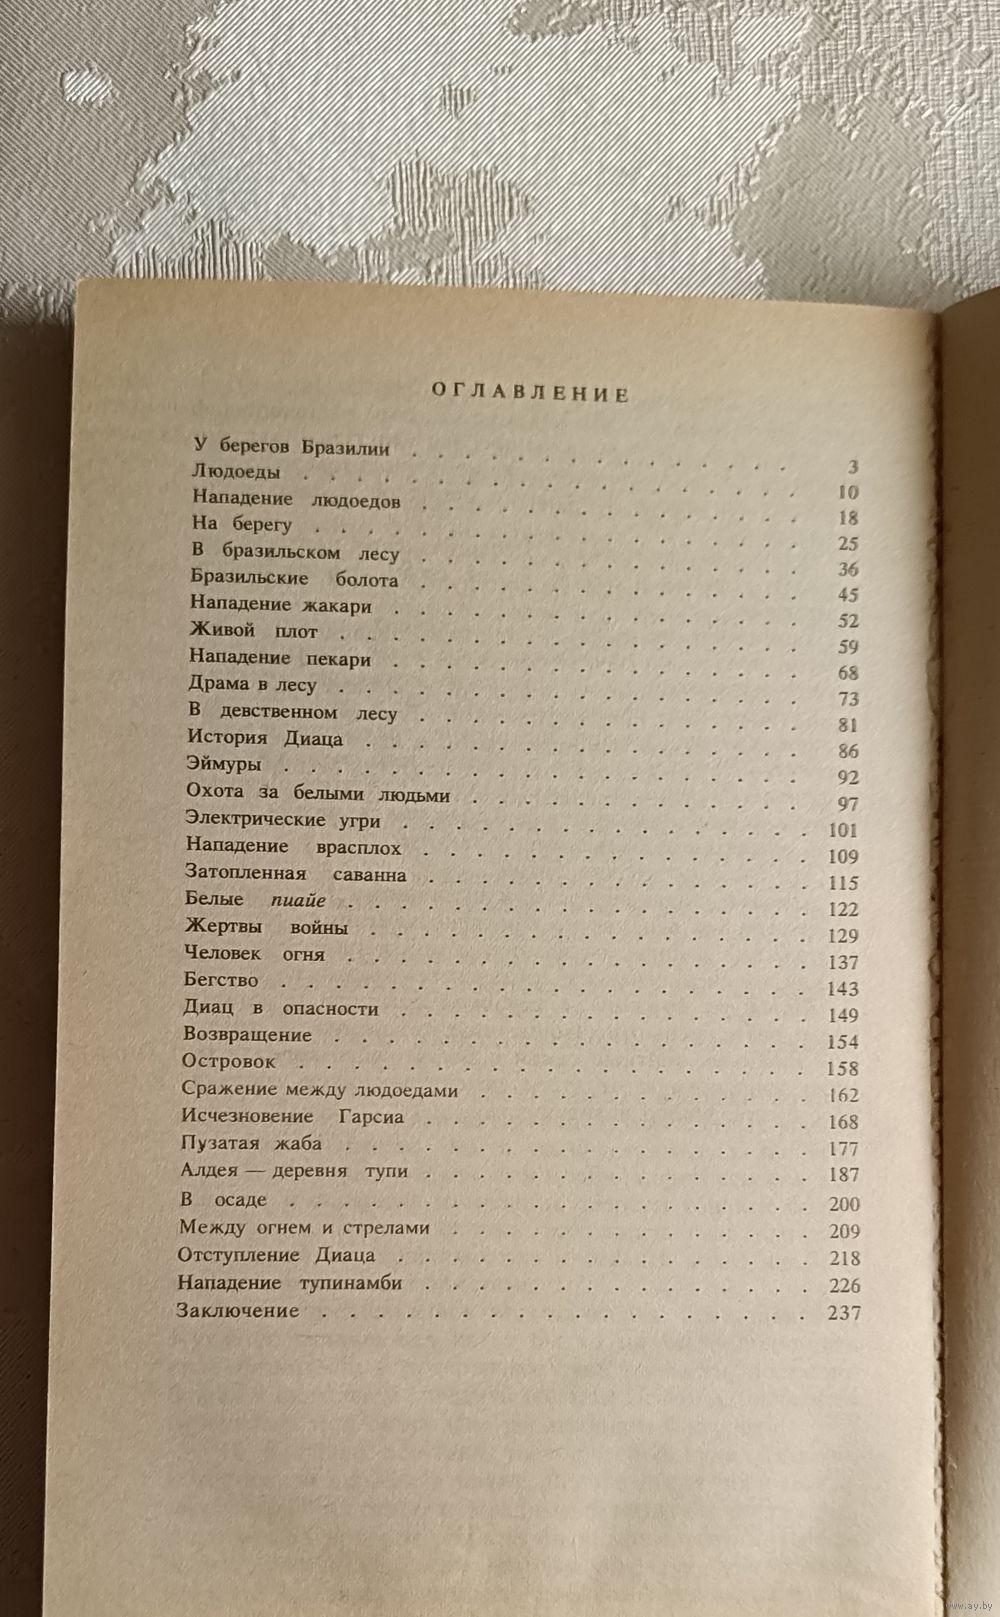 ОГЛАВЛЕНИЕ
У берегов Бразилии . . . . . . . . . . . . . . . 3
Людоеды . . . . . . . . . . . . . . . . . . . 10
Нападение людоедов . . . . . . . . . . . . . . . 18
На берегу . . . . . . . . . . . . . . . . . . . 25
В бразильском лесу . . . . . . . . . . . . . . . 36
Бразильские болота . . . . . . . . . . . . . . . 45
Нападение жакари . . . . . . . . . . . . . . . . 52
Живой плот . . . . . . . . . . . . . . . . . . 59
Нападение пекари . . . . . . . . . . . . . . . . 68
Драма в лесу . . . . . . . . . . . . . . . . . . 73
В девственном лесу . . . . . . . . . . . . . . . 81
История Диаца . . . . . . . . . . . . . . . . . 86
Эймуры . . . . . . . . . . . . . . . . . . . . 92
Охота за белыми людьми . . . . . . . . . . . . . 97
Электрические угри . . . . . . . . . . . . . . . . 101
Нападение врасплох . . . . . . . . . . . . . . . 109
Затопленная саванна . . . . . . . . . . . . . . . 115
Белые пиайе . . . . . . . . . . . . . . . . . . 122
Жертвы войны . . . . . . . . . . . . . . . . . 129
Человек огня . . . . . . . . . . . . . . . . . . 137
Бегство . . . . . . . . . . . . . . . . . . . . 143
Диац в опасности . . . . . . . . . . . . . . . . 149
Возвращение . . . . . . . . . . . . . . . . . . 154
Островок . . . . . . . . . . . . . . . . . . . 158
Сражение между людоедами . . . . . . . . . . . . . 162
Исчезновение Гарсиа . . . . . . . . . . . . . . . 168
Пузатая жаба . . . . . . . . . . . . . . . . . . 177
Алдея — деревня тупи . . . . . . . . . . . . . . . 187
В осаде . . . . . . . . . . . . . . . . . . . . 200
Между огнем и стрелами . . . . . . . . . . . . . . 209
Отступление Диаца . . . . . . . . . . . . . . . . 218
Нападение тупинамби . . . . . . . . . . . . . . . 226
Заключение . . . . . . . . . . . . . . . . . . 237
www.ay.by